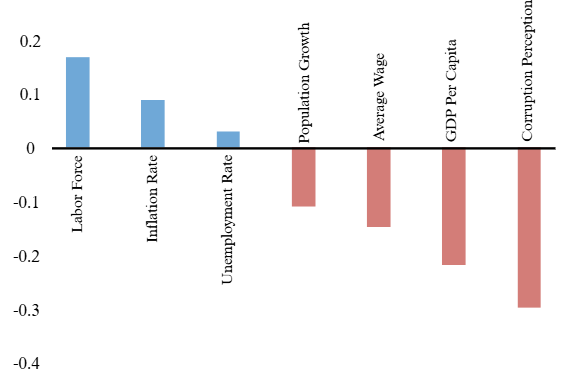 0.2
0.1
0
-0.1
-0.2
-0.3
-0.4
Labor Force
Inflation Rate
Unemployment Rate
Population Growth
Average Wage
GDP Per Capita
Corruption Perception